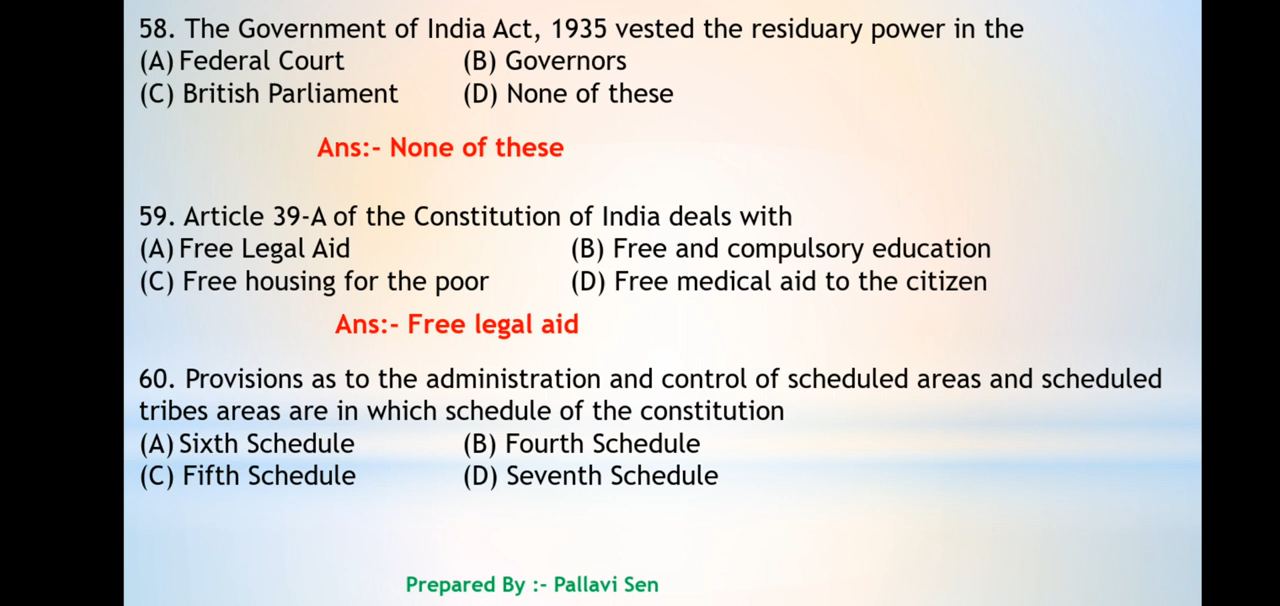 58. The Government of India Act, 1935 vested the residuary power in the
(A) Federal Court (B) Governors
(C) British Parliament (D) None of these
Ans:- None of these
59. Article 39-A of the Constitution of India deals with
(A) Free Legal Aid (B) Free and compulsory education
(C) Free housing for the poor (D) Free medical aid to the citizen
Ans:- Free legal aid
60. Provisions as to the administration and control of scheduled areas and scheduled
tribes areas are in which schedule of the constitution
(A) Sixth Schedule (B) Fourth Schedule
(C) Fifth Schedule (D) Seventh Schedule
Prepared By :- Pallavi Sen